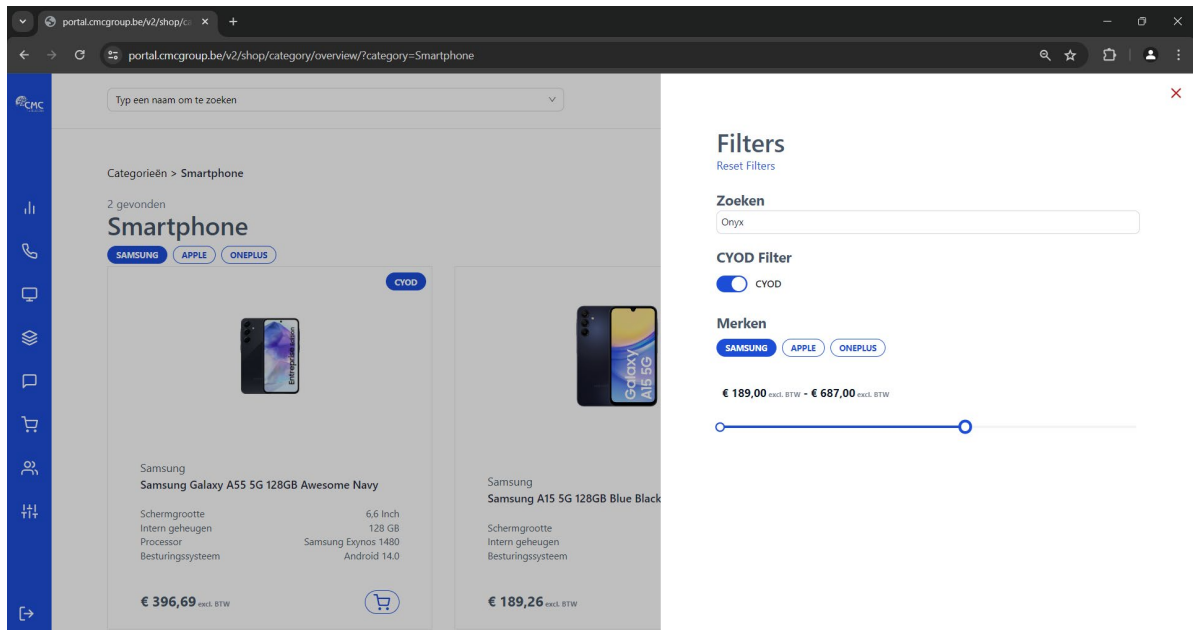 portal.cmcgroup.be/v2/shop/ca
portal.cmcgroup.be/v2/shop/category/overview/?category=Smartphone
CMC
Typ een naam om te zoeken
Categorieën > Smartphone
2 gevonden
Smartphone
SAMSUNG APPLE ONEPLUS
CYOD
Entreprise
Galaxy
A15 5G
Samsung
Samsung Galaxy A55 5G 128GB Awesome Navy
Schermgrootte 6,6 Inch
Intern geheugen 128 GB
Processor Samsung Exynos 1480
Besturingssysteem Android 14.0
€ 396,69 excl. BTW
Samsung
Samsung A15 5G 128GB Blue Black
Schermgrootte
Intern geheugen
Besturingssysteem
€ 189,26 excl. BTW
Filters
Reset Filters
Zoeken
Onyx
CYOD Filter
CYOD
Merken
SAMSUNG APPLE ONEPLUS
€ 189,00 excl. BTW - € 687,00 excl. BTW